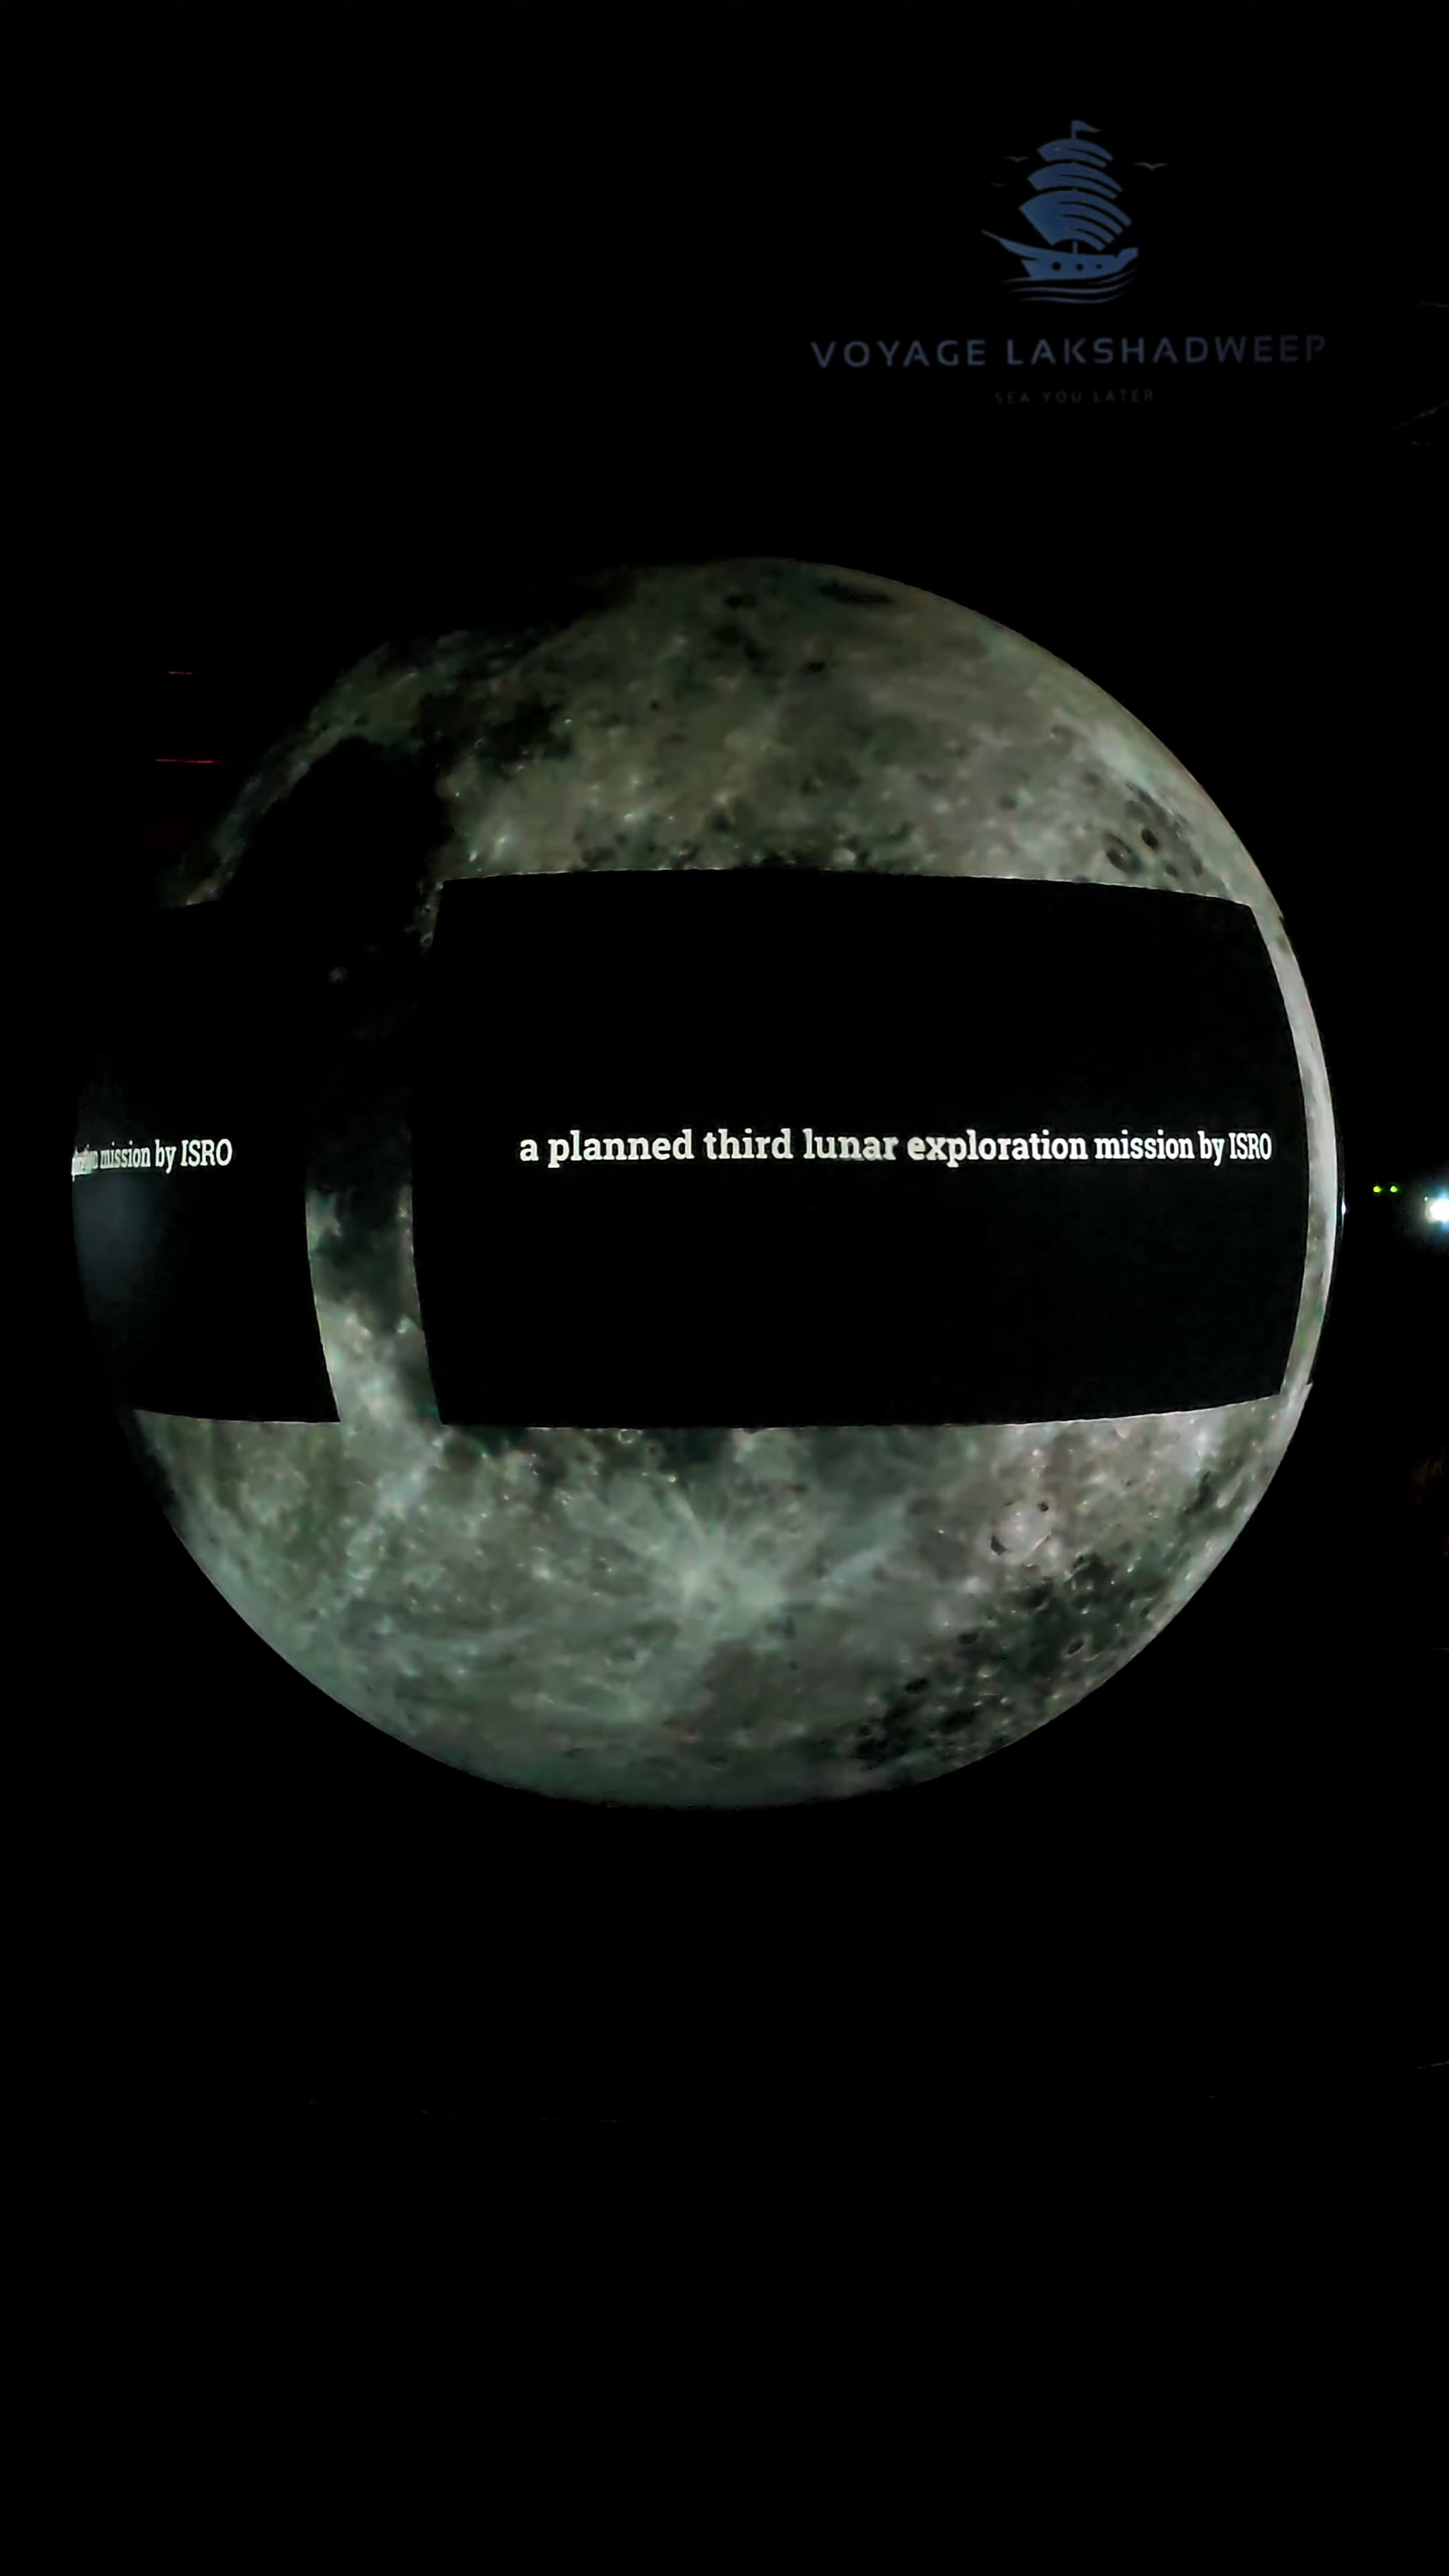 VOYAGE LAKSHADWEEP
SEA YOU LATER
mission by ISRO
a planned third lunar exploration mission by ISRO